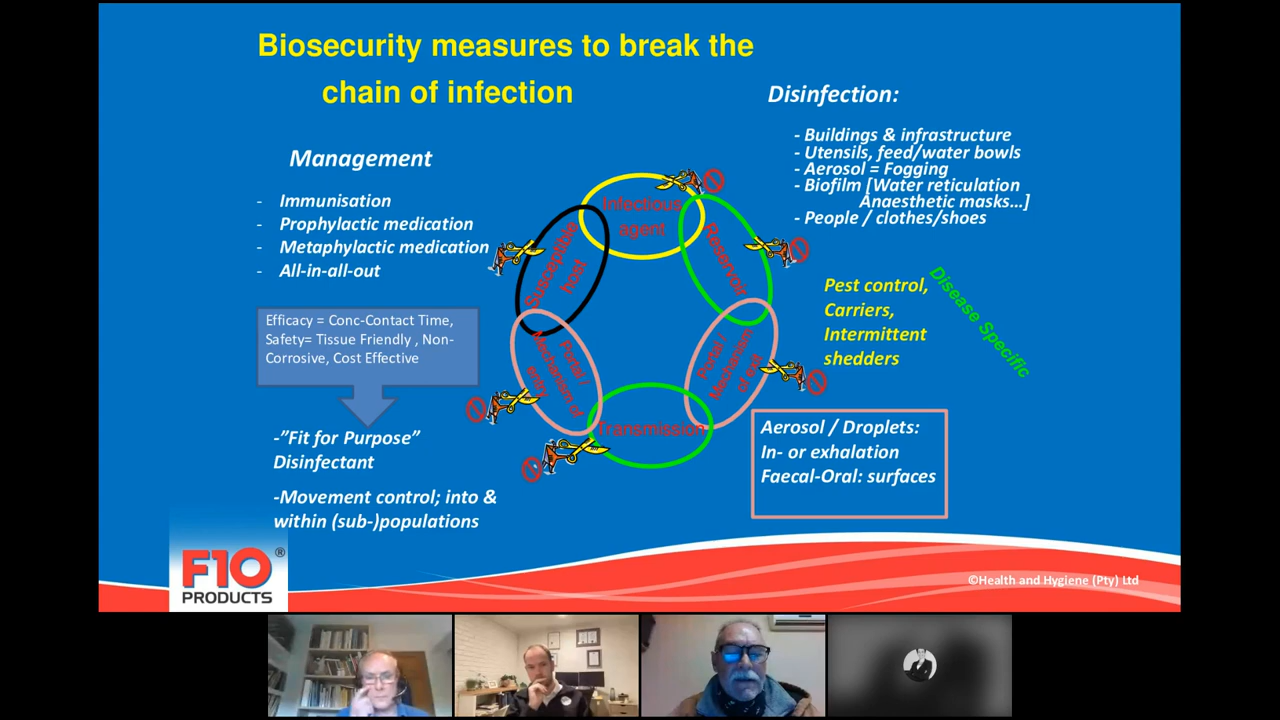 Biosecurity measures to break the
chain of infection
Management
- Immunisation
- Prophylactic medication
- Metaphylactic medication
- All-in-all-out
Efficacy = Conc-Contact Time,
Safety= Tissue Friendly , Non-
Corrosive, Cost Effective
-”Fit for Purpose”
Disinfectant
-Movement control; into &
within (sub-)populations
Infectious
agent
Reservoir
Portal /
Mechanism
of exit
Transmission
Portal /
Mechanism of
entry
Susceptible
host
Disinfection:
- Buildings & infrastructure
- Utensils, feed/water bowls
- Aerosol = Fogging
- Biofilm [Water reticulation
Anaesthetic masks…]
- People / clothes/shoes
Pest control,
Carriers,
Intermittent
shedders
Disease Specific
Aerosol / Droplets:
In- or exhalation
Faecal-Oral: surfaces
F10®
PRODUCTS
©Health and Hygiene (Pty) Ltd